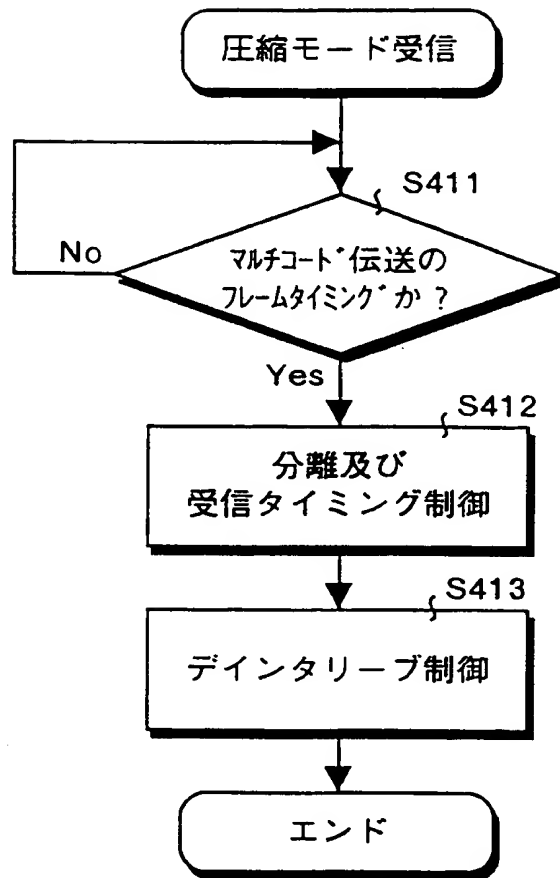 圧縮モード受信
S411
No
マルチコード伝送の
フレームタイミングか?
Yes
S412
分離及び
受信タイミング制御
S413
デインタリーブ制御
エンド